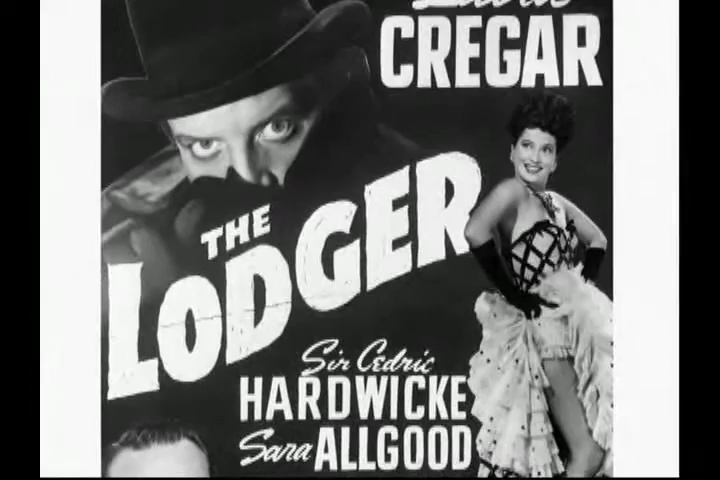 CREGAR
THE
LODGER
Sir Cedric
HARDWICKE
Sara ALLGOOD